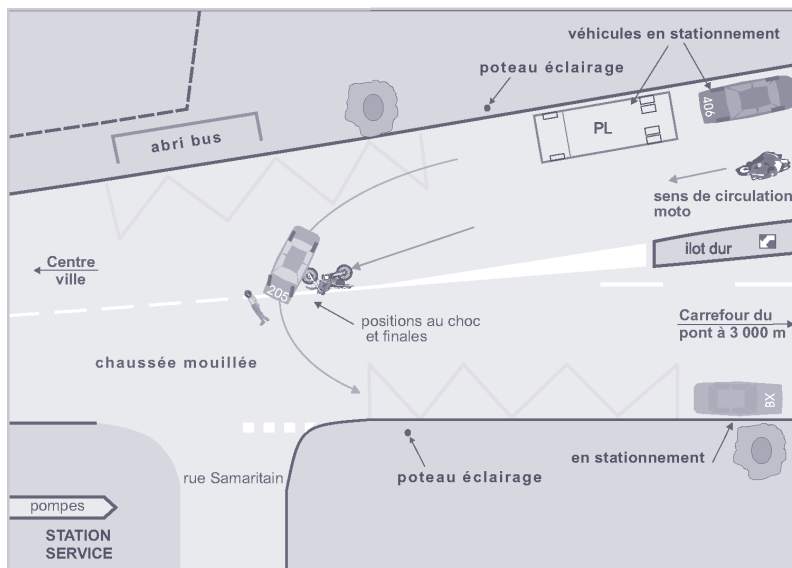 véhicules en stationnement
poteau éclairage
406
PL
abri bus
sens de circulation
moto
ilot dur
Centre
ville
205
positions au choc
et finales
Carrefour du
pont à 3 000 m
chaussée mouillée
BX
en stationnement
rue Samaritain
poteau éclairage
pompes
STATION
SERVICE